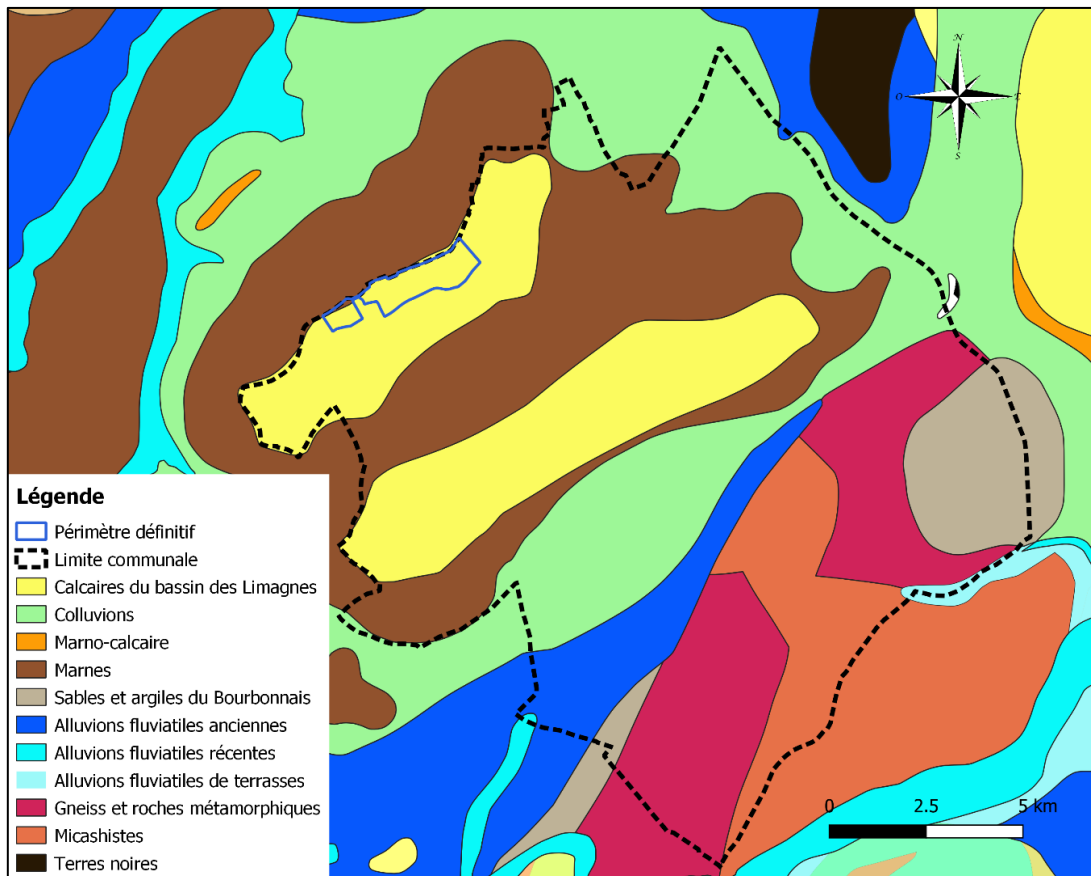 N
O
E
S
Légende
Périmètre définitif
Limite communale
Calcaires du bassin des Limagnes
Colluvions
Marno-calcaire
Marnes
Sables et argiles du Bourbonnais
Alluvions fluviatiles anciennes
Alluvions fluviatiles récentes
Alluvions fluviatiles de terrasses
Gneiss et roches métamorphiques
Micashistes
Terres noires
0 2.5 5 km